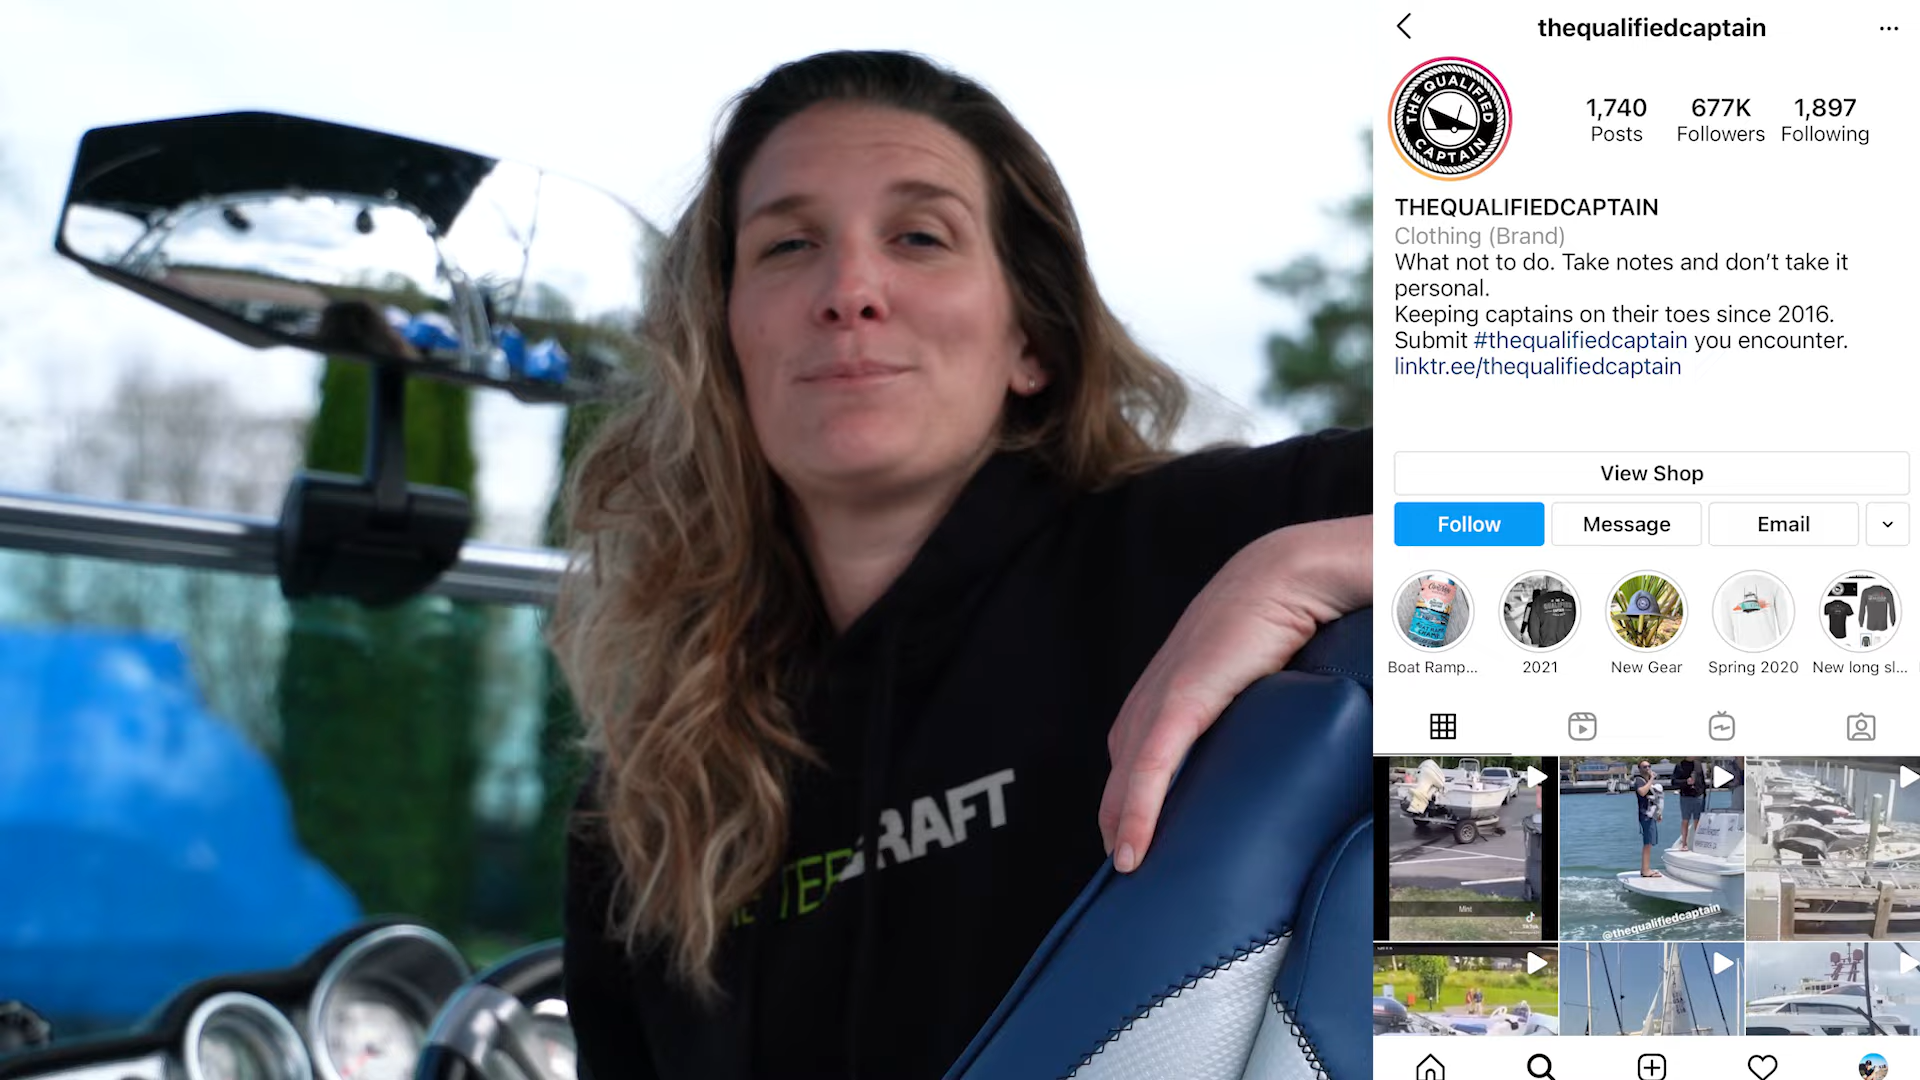 TERCRAFT
thequalifiedcaptain
THE QUALIFIED
CAPTAIN
1,740
677K
1,897
Posts
Followers
Following
THEQUALIFIEDCAPTAIN
Clothing (Brand)
What not to do. Take notes and don’t take it
personal.
Keeping captains on their toes since 2016.
Submit #thequalifiedcaptain you encounter.
linktr.ee/thequalifiedcaptain
View Shop
Follow
Message
Email
Boat Ramp...
2021
New Gear
Spring 2020
New long sl...
Mint
@thequalifiedcaptain